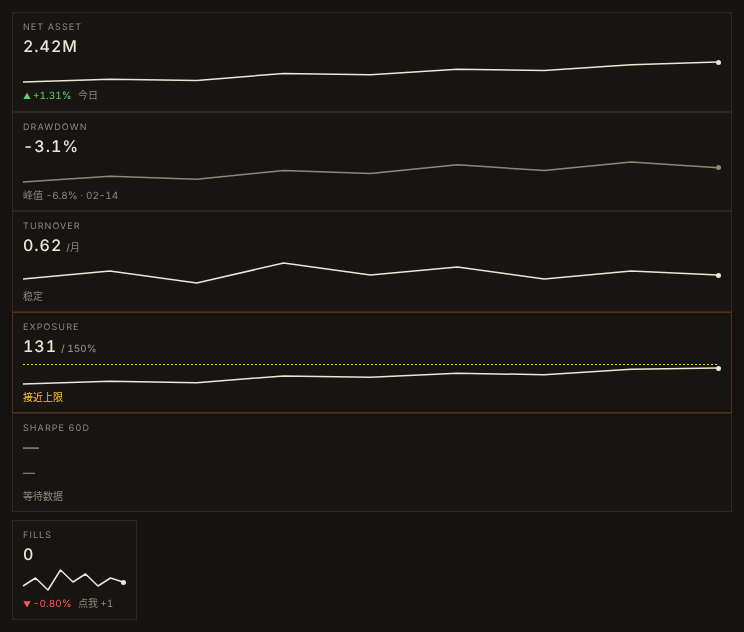 NET ASSET
2.42M
▲ +1.31% 今日
DRAWDOWN
-3.1%
峰值 -6.8% · 02-14
TURNOVER
0.62 /月
稳定
EXPOSURE
131 / 150%
接近上限
SHARPE 60D
—
—
等待数据
FILLS
0
▼ -0.80% 点我 +1